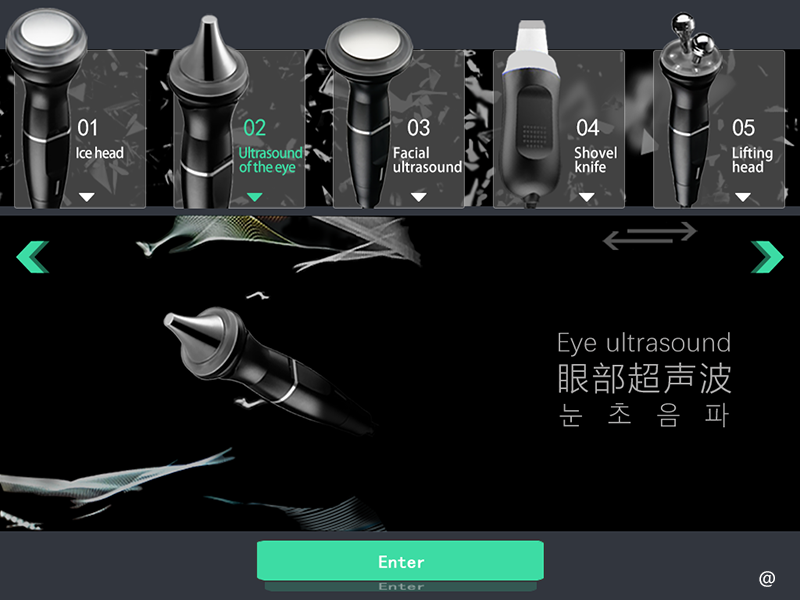 01
Ice head
02
Ultrasound
of the eye
03
Facial
ultrasound
04
Shovel
knife
05
Lifting
head
Eye ultrasound
眼部超声波
눈 초 음 파
Enter
Enter
@